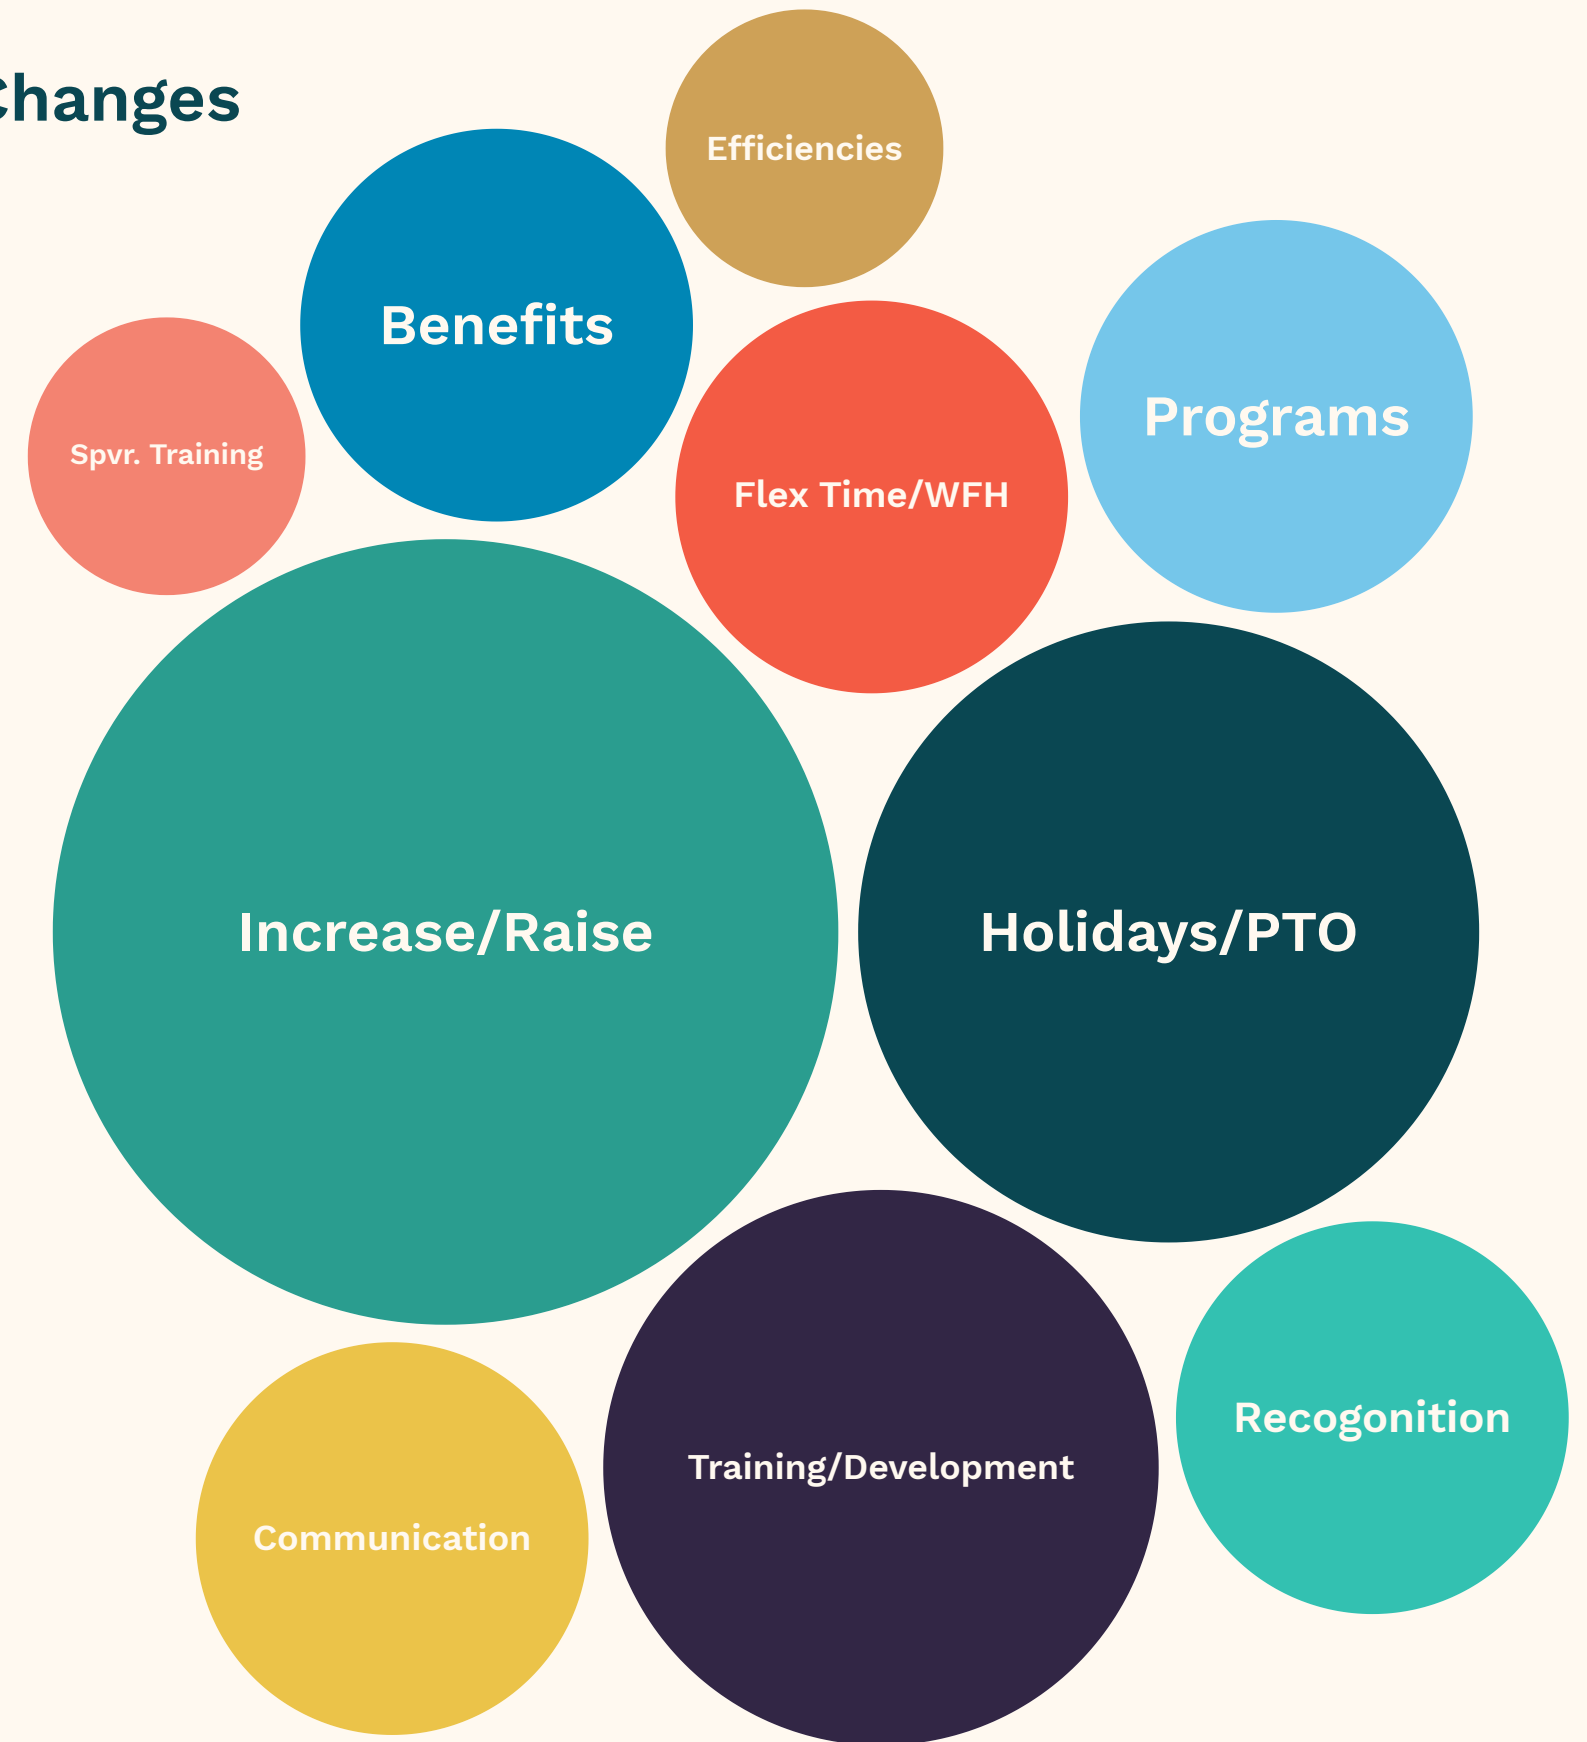 Changes
Efficiencies
Benefits
Programs
Spvr. Training
Flex Time/WFH
Increase/Raise
Holidays/PTO
Recogonition
Training/Development
Communication